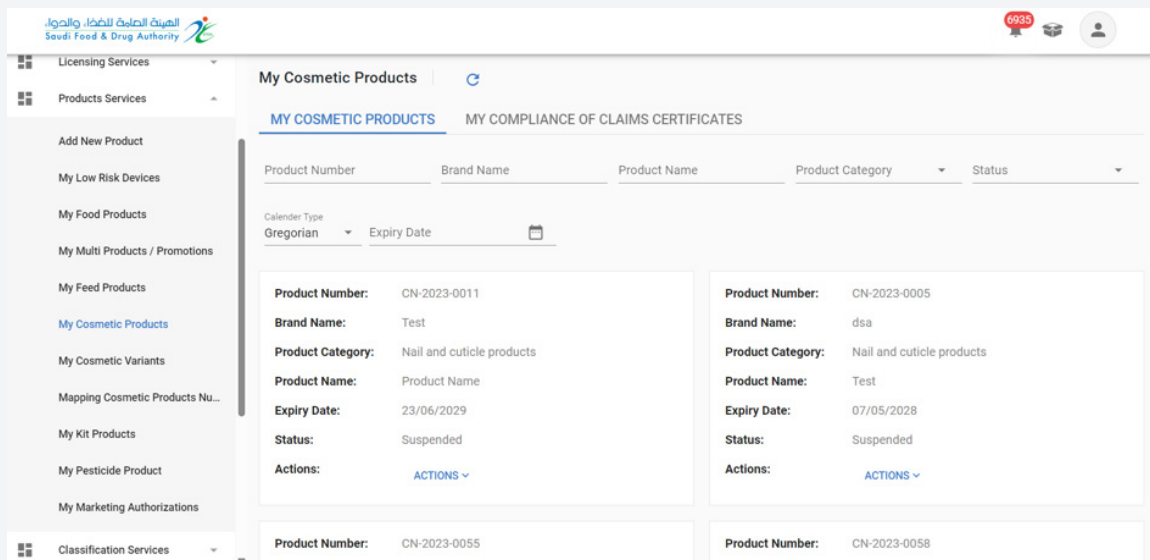 الهيئة العامة للغذاء والدواء
Saudi Food & Drug Authority
6935
Licensing Services
Products Services
Add New Product
My Low Risk Devices
My Food Products
My Multi Products / Promotions
My Feed Products
My Cosmetic Products
My Cosmetic Variants
Mapping Cosmetic Products Nu...
My Kit Products
My Pesticide Product
My Marketing Authorizations
Classification Services
My Cosmetic Products
MY COSMETIC PRODUCTS MY COMPLIANCE OF CLAIMS CERTIFICATES
Product Number Brand Name Product Name Product Category Status
Calender Type
Gregorian Expiry Date
Product Number: CN-2023-0011
Brand Name: Test
Product Category: Nail and cuticle products
Product Name: Product Name
Expiry Date: 23/06/2029
Status: Suspended
Actions: ACTIONS
Product Number: CN-2023-0005
Brand Name: dsa
Product Category: Nail and cuticle products
Product Name: Test
Expiry Date: 07/05/2028
Status: Suspended
Actions: ACTIONS
Product Number: CN-2023-0055
Product Number: CN-2023-0058